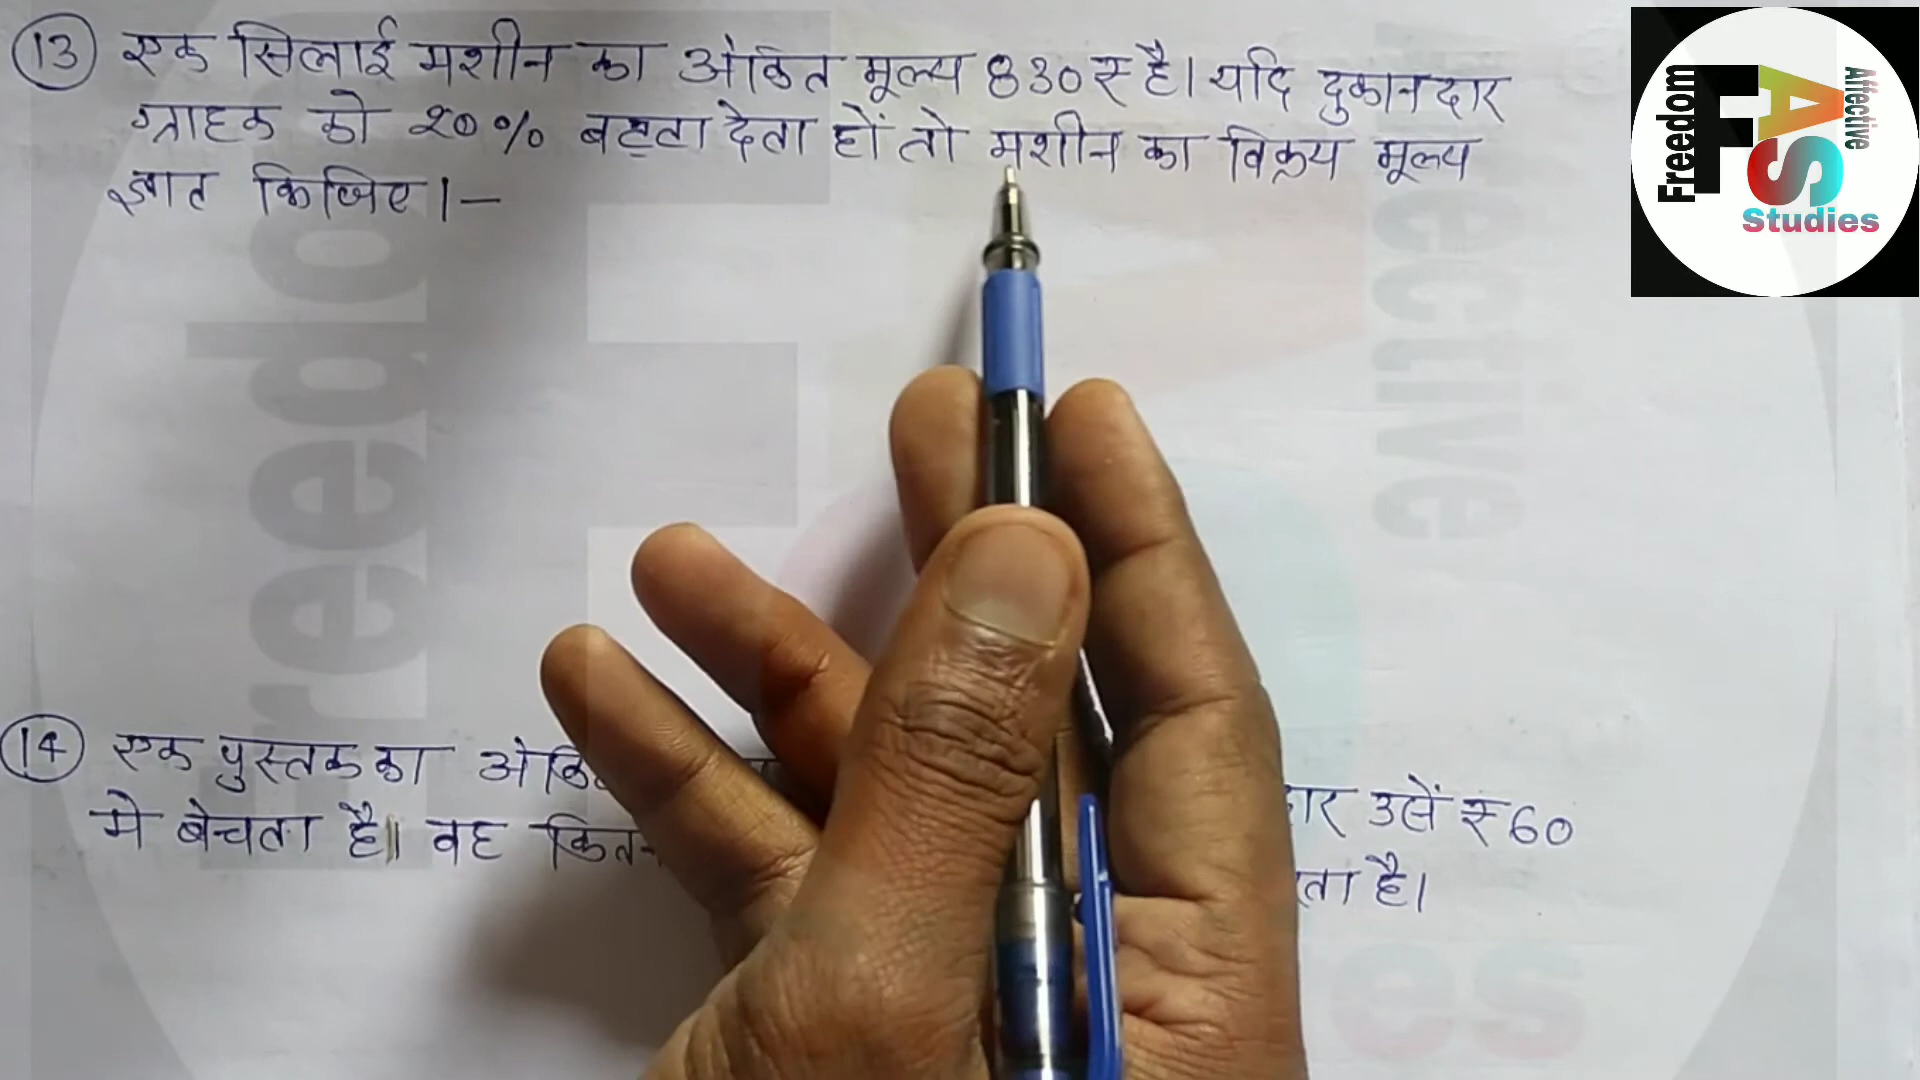 (13) एक सिलाई मशीन का अंकित मूल्य 830₹ है। यदि दुकानदार
ग्राहक को 20% बट्टा देता हों तो मशीन का विक्रय मूल्य
ज्ञात किजिए।-
(14) एक पुस्तक का
उसें ₹60
मे बेचता है। वह
है।
Freedom
F
AS
Affective
Studies